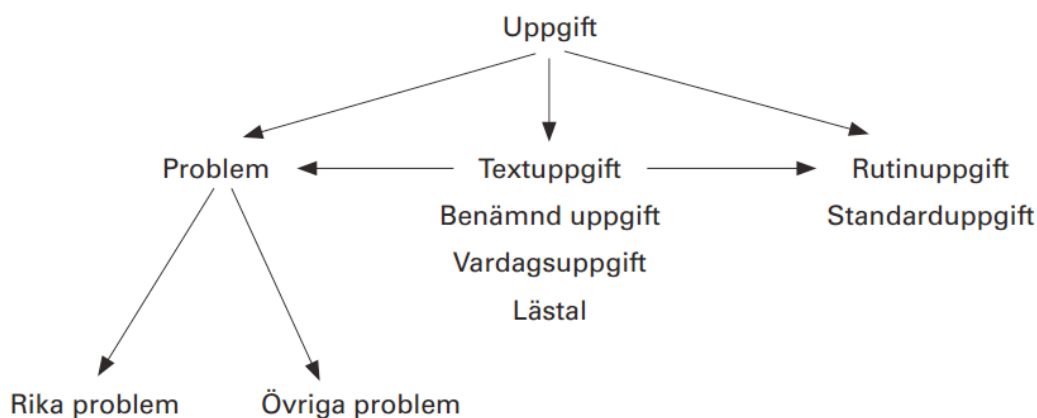 Uppgift
Problem
Textuppgift
Rutinuppgift
Benämnd uppgift
Standarduppgift
Vardagsuppgift
Lästal
Rika problem
Övriga problem